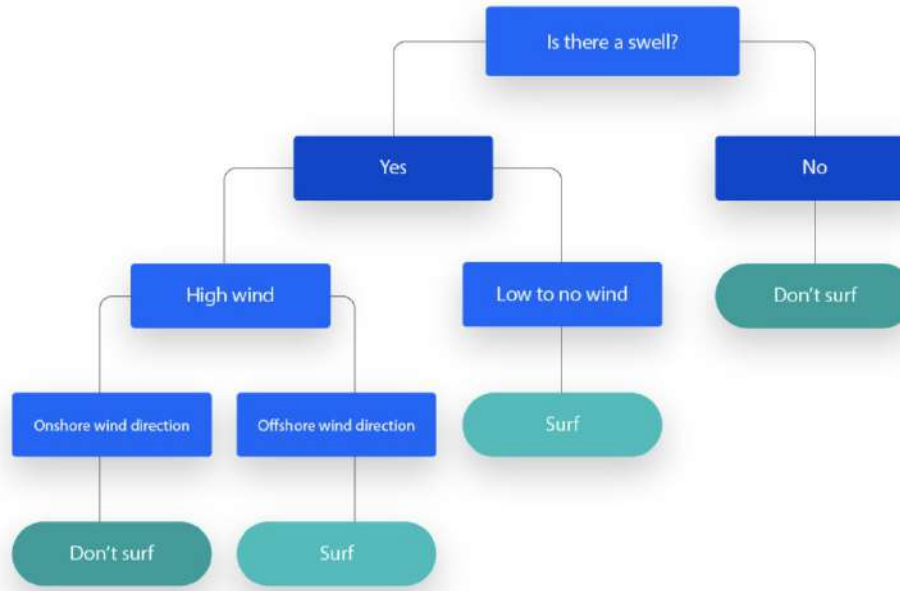 Is there a swell?
Yes
No
High wind
Low to no wind
Don't surf
Onshore wind direction
Offshore wind direction
Surf
Don't surf
Surf